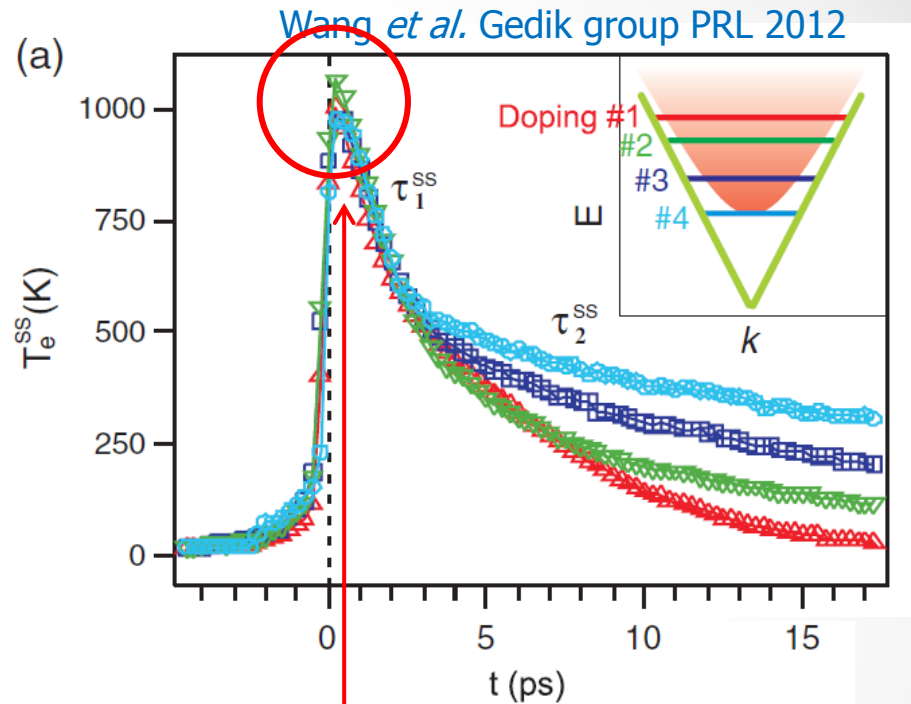 Wang et al. Gedik group PRL 2012
(a)
1000
750
500
250
0
T_e^SS (K)
τ_1^SS
τ_2^SS
Doping #1
#2
#3
#4
E
k
0
5
10
15
t (ps)